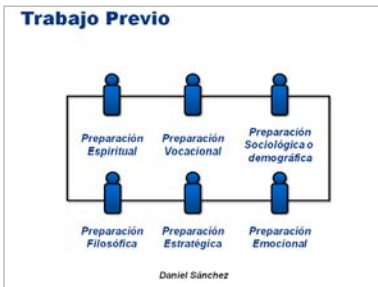 Trabajo Previo
Preparación
Espiritual
Preparación
Vocacional
Preparación
Sociológica o
demográfica
Preparación
Filosófica
Preparación
Estratégica
Preparación
Emocional
Daniel Sánchez